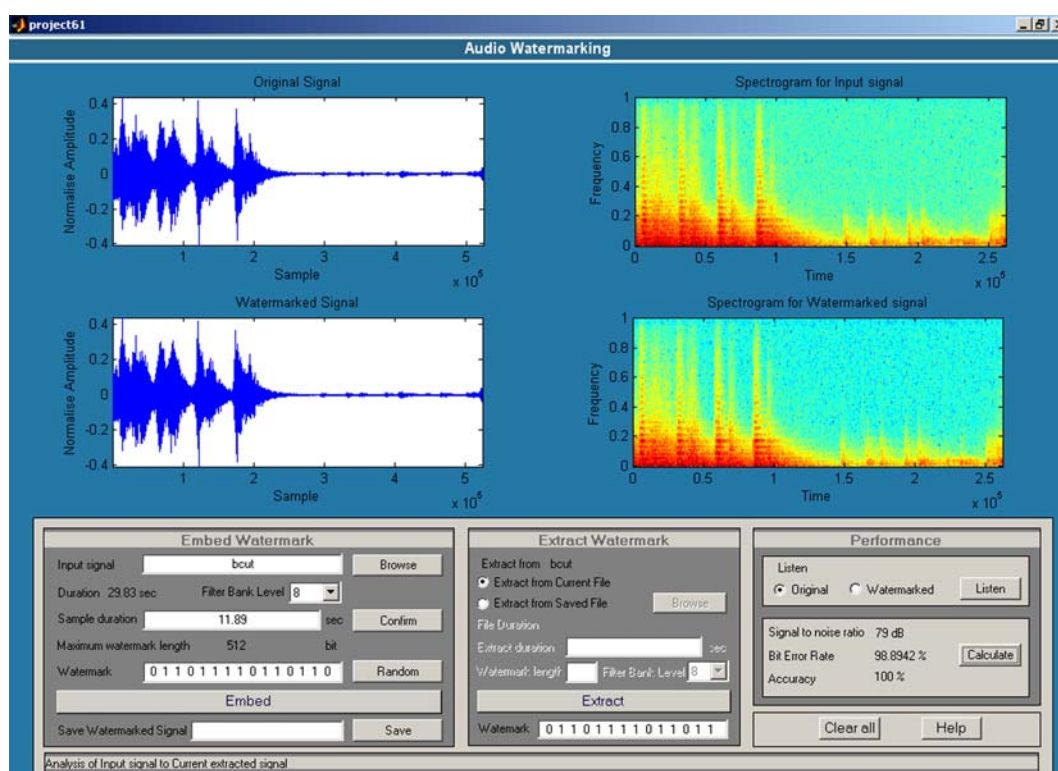 project61
Audio Watermarking
Original Signal
Normalise Amplitude
0.4
0.2
0
-0.2
-0.4
1 2 3 4 5
Sample
x 10^5
Spectrogram for Input signal
Frequency
1
0.8
0.6
0.4
0.2
0
0 0.5 1 1.5 2 2.5
Time
x 10^5
Watermarked Signal
Normalise Amplitude
0.4
0.2
0
-0.2
-0.4
1 2 3 4 5
Sample
x 10^5
Spectrogram for Watermarked signal
Frequency
1
0.8
0.6
0.4
0.2
0
0 0.5 1 1.5 2 2.5
Time
x 10^5
Embed Watermark
Input signal bcut Browse
Duration 29.83 sec Filter Bank Level 8
Sample duration 11.89 sec Confirm
Maximum watermark length 512 bit
Watermark 0 1 1 0 1 1 1 1 0 1 1 0 1 1 0 Random
Embed
Save Watermarked Signal Save
Extract Watermark
Extract from bcut
Extract from Current File
Extract from Saved File Browse
File Duration
Extract duration sec
Watermark length Filter Bank Level 8
Extract
Watermark 0 1 1 0 1 1 1 1 0 1 1 0 1 1
Performance
Listen
Original Watermarked Listen
Signal to noise ratio 79 dB
Bit Error Rate 98.8942 % Calculate
Accuracy 100 %
Clear all Help
Analysis of Input signal to Current extracted signal